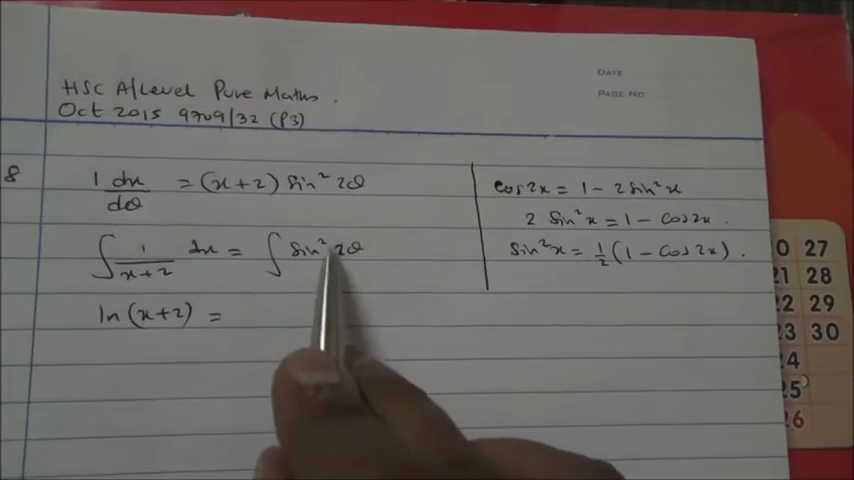 DATE
PAGE NO.
HSC A/Level Pure Maths.
Oct 2015 9709/32 (P3)
8
1 dx/dθ = (x+2) sin² 2θ
∫ 1/(x+2) dx = ∫ sin² 2θ
ln (x+2) =
cos 2x = 1 - 2 sin² x
2 sin² x = 1 - cos 2x.
sin² x = 1/2 (1 - cos 2x).
0 27
21 28
22 29
23 30
24
25
26